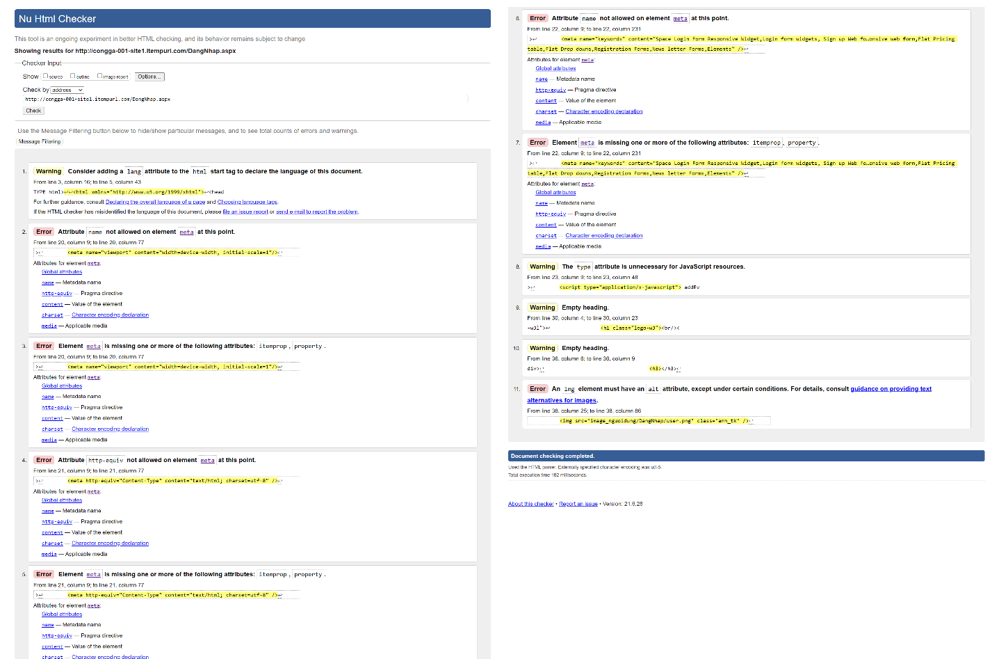 Nu Html Checker
This tool is an ongoing experiment in better HTML checking, and its behavior remains subject to change
Showing results for http://congga-001-site1.itempurl.com/DangNhap.aspx
Checker Input
Show source outline image report Options...
Check by address
http://congga-001-site1.itempurl.com/DangNhap.aspx
Check
Use the Message Filtering button below to hide/show particular messages, and to see total counts of errors and warnings.
Message Filtering
1. Warning Consider adding a lang attribute to the html start tag to declare the language of this document.
From line 3, column 16; to line 5, column 43
TYPE html>↩↩<html xmlns="http://www.w3.org/1999/xhtml">↩<head
For further guidance, consult Declaring the overall language of a page and Choosing language tags.
If the HTML checker has misidentified the language of this document, please file an issue report or send e-mail to report the problem.
2. Error Attribute name not allowed on element meta at this point.
From line 20, column 9; to line 20, column 77
>↩ <meta name="viewport" content="width=device-width, initial-scale=1"/>↩
Attributes for element meta:
Global attributes
name — Metadata name
http-equiv — Pragma directive
content — Value of the element
charset — Character encoding declaration
media — Applicable media
3. Error Element meta is missing one or more of the following attributes: itemprop, property.
From line 20, column 9; to line 20, column 77
>↩ <meta name="viewport" content="width=device-width, initial-scale=1"/>↩
Attributes for element meta:
Global attributes
name — Metadata name
http-equiv — Pragma directive
content — Value of the element
charset — Character encoding declaration
media — Applicable media
4. Error Attribute http-equiv not allowed on element meta at this point.
From line 21, column 9; to line 21, column 77
>↩ <meta http-equiv="Content-Type" content="text/html; charset=utf-8" />↩
Attributes for element meta:
Global attributes
name — Metadata name
http-equiv — Pragma directive
content — Value of the element
charset — Character encoding declaration
media — Applicable media
5. Error Element meta is missing one or more of the following attributes: itemprop, property.
From line 21, column 9; to line 21, column 77
>↩ <meta http-equiv="Content-Type" content="text/html; charset=utf-8" />↩
Attributes for element meta:
Global attributes
name — Metadata name
http-equiv — Pragma directive
content — Value of the element
charset — Character encoding declaration
6. Error Attribute name not allowed on element meta at this point.
From line 22, column 9; to line 22, column 231
>↩ <meta name="keywords" content="Space Login Form Responsive Widget,Login form widgets, Sign up Web fo…onsive web form,Flat Pricing
table,Flat Drop downs,Registration Forms,News letter Forms,Elements" />↩
Attributes for element meta:
Global attributes
name — Metadata name
http-equiv — Pragma directive
content — Value of the element
charset — Character encoding declaration
media — Applicable media
7. Error Element meta is missing one or more of the following attributes: itemprop, property.
From line 22, column 9; to line 22, column 231
>↩ <meta name="keywords" content="Space Login Form Responsive Widget,Login form widgets, Sign up Web fo…onsive web form,Flat Pricing
table,Flat Drop downs,Registration Forms,News letter Forms,Elements" />↩
Attributes for element meta:
Global attributes
name — Metadata name
http-equiv — Pragma directive
content — Value of the element
charset — Character encoding declaration
media — Applicable media
8. Warning The type attribute is unnecessary for JavaScript resources.
From line 23, column 9; to line 23, column 48
>↩ <script type="application/x-javascript"> addEv
9. Warning Empty heading.
From line 30, column 4; to line 30, column 23
-w3l">↩ <h1 class="logo-w3"><br/><
10. Warning Empty heading.
From line 36, column 6; to line 36, column 9
div>↩ <h3></h3>↩
11. Error An img element must have an alt attribute, except under certain conditions. For details, consult guidance on providing text
alternatives for images.
From line 38, column 25; to line 38, column 86
<img src="image_nguoidung/DangNhap/user.png" class="anh_tk" />↩
Document checking completed.
Used the HTML parser. Externally specified character encoding was utf-8.
Total execution time 182 milliseconds.
About this checker • Report an issue • Version: 21.6.28